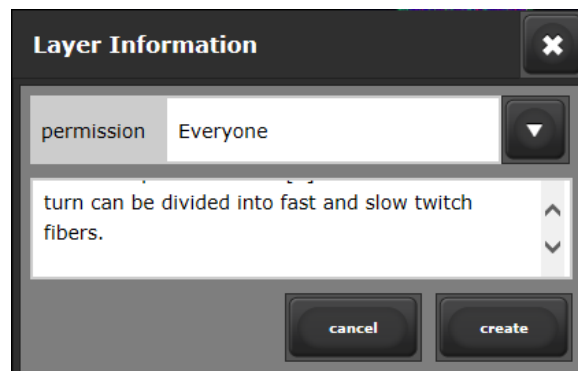 Layer Information
permission
Everyone
turn can be divided into fast and slow twitch
fibers.
cancel
create